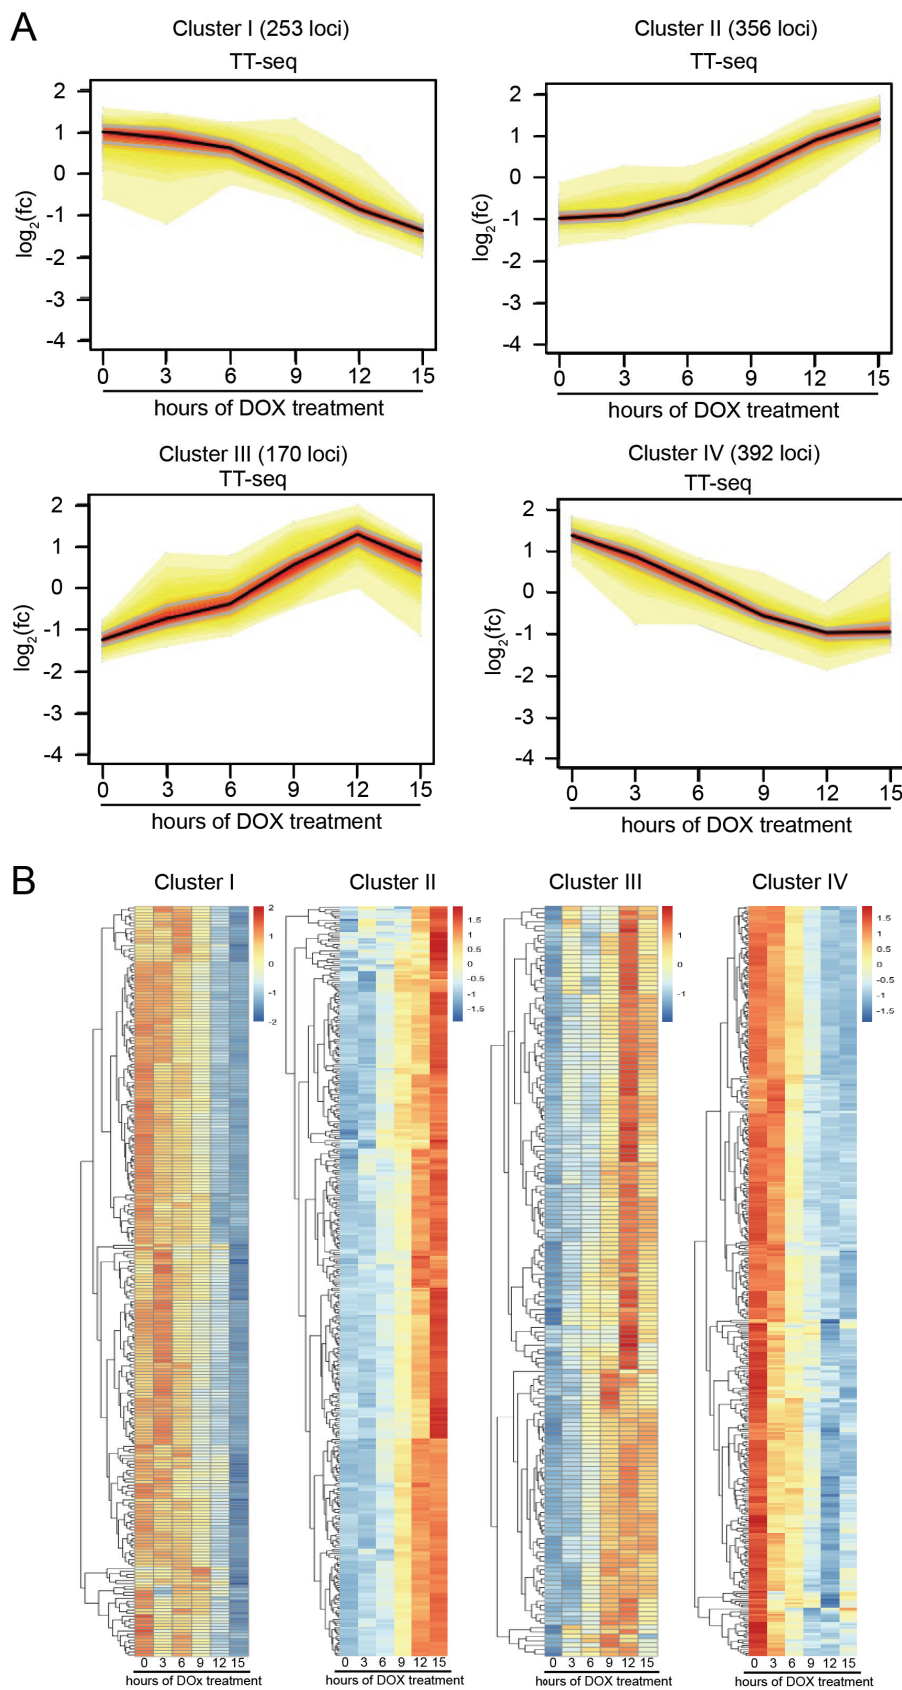 A
Cluster I (253 loci)
TT-seq
2
1
0
-1
-2
-3
-4
log2(fc)
0 3 6 9 12 15
hours of DOX treatment
Cluster II (356 loci)
TT-seq
2
1
0
-1
-2
-3
-4
log2(fc)
0 3 6 9 12 15
hours of DOX treatment
Cluster III (170 loci)
TT-seq
2
1
0
-1
-2
-3
-4
log2(fc)
0 3 6 9 12 15
hours of DOX treatment
Cluster IV (392 loci)
TT-seq
2
1
0
-1
-2
-3
-4
log2(fc)
0 3 6 9 12 15
hours of DOX treatment
B
Cluster I
2
1
0
-1
-2
0 3 6 9 12 15
hours of DOx treatment
Cluster II
1.5
1
0.5
0
-0.5
-1
-1.5
0 3 6 9 12 15
hours of DOX treatment
Cluster III
1
0
-1
0 3 6 9 12 15
hours of DOX treatment
Cluster IV
1.5
1
0.5
0
-0.5
-1
-1.5
0 3 6 9 12 15
hours of DOX treatment